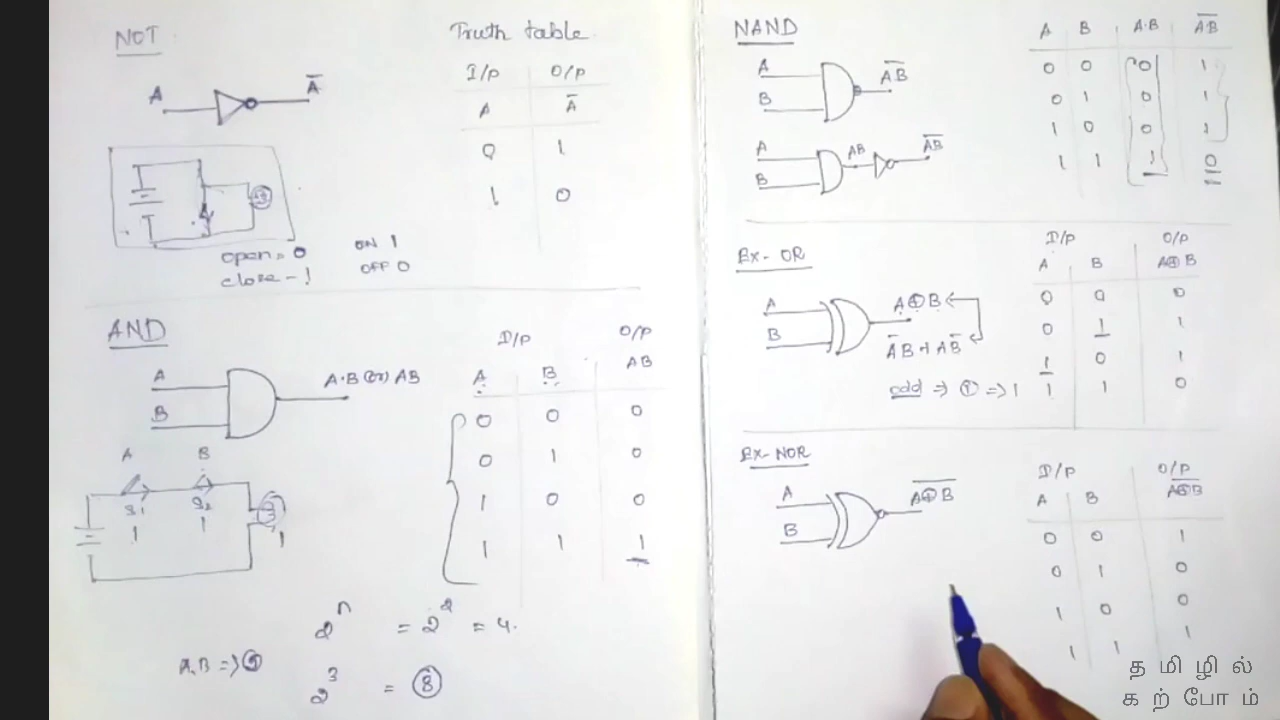 NOT
Truth table
I/P O/P
A A̅
A A̅
0 1
1 0
open = 0
close - 1
ON 1
OFF 0
AND
I/P O/P
A B AB
A
B
A·B (or) AB
0 0 0
0 1 0
1 0 0
1 1 1
A B
S1 S2
1 1 1
2ⁿ = 2² = 4.
A,B =>
2³ = 8
NAND
A B A·B A̅B̅
A
B
A̅B̅
0 0 0 1
0 1 0 1
1 0 0 1
1 1 1 0
A
B
AB
A̅B̅
Ex-OR
I/P O/P
A B A⊕B
A
B
A⊕B
A̅B + AB̅
0 0 0
0 1 1
1 0 1
1 1 0
odd => ① => 1
Ex-NOR
I/P O/P
A B A̅⊕̅B̅
A
B
A̅⊕̅B̅
0 0 1
0 1 0
1 0 0
1 1 1
தமிழில்
கற்போம்